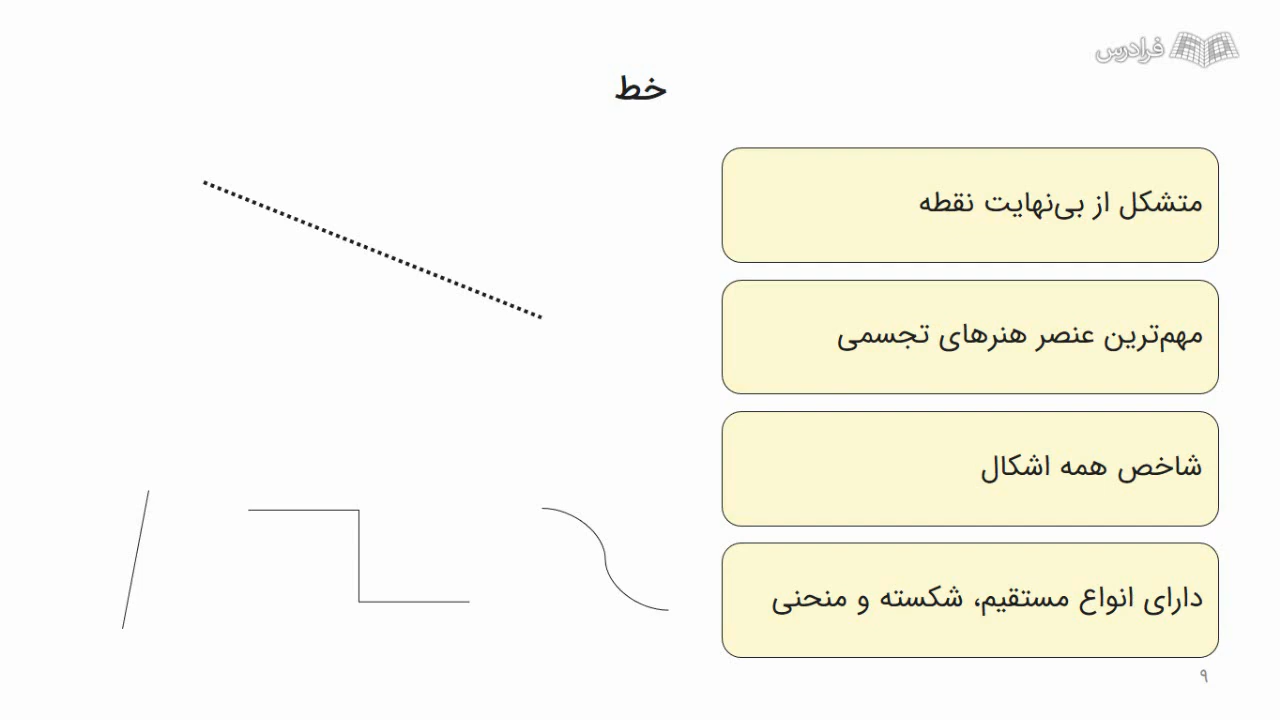 فرادرس
خط
متشکل از بی‌نهایت نقطه
مهم‌ترین عنصر هنرهای تجسمی
شاخص همه اشکال
دارای انواع مستقیم، شکسته و منحنی
۹